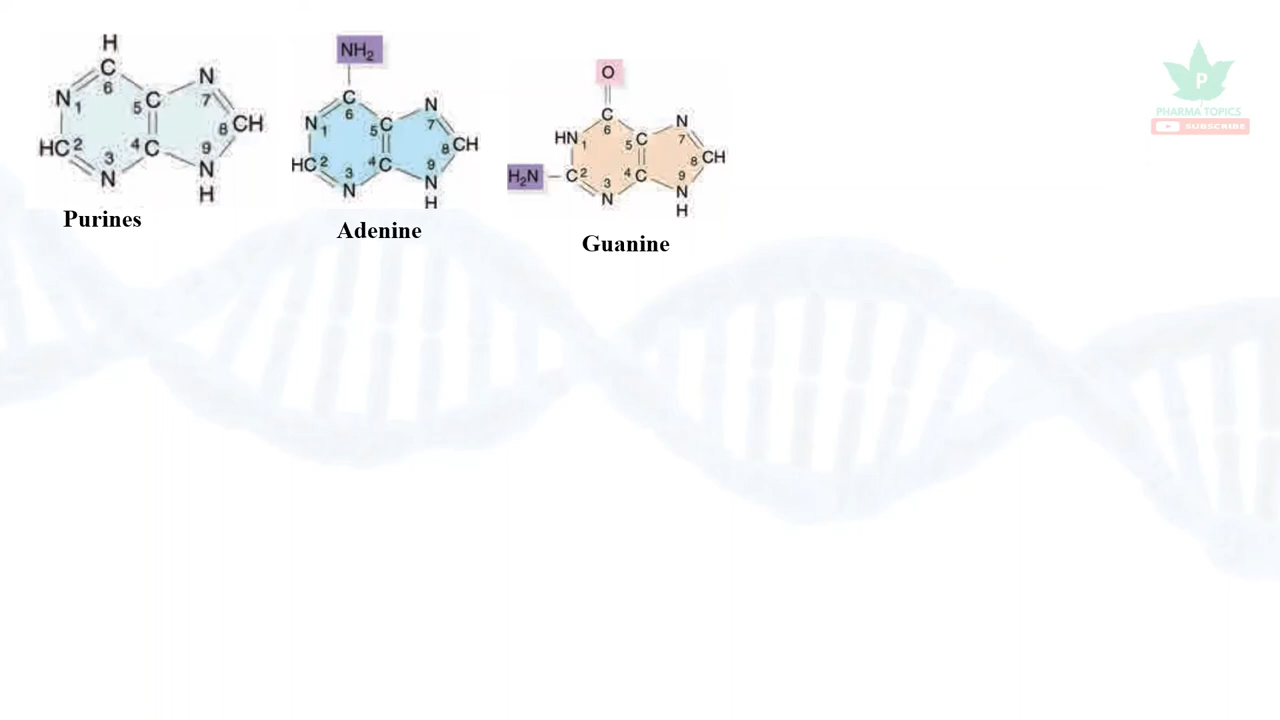 H
C
6
N
1
5
C
N
7
HC
2
3
4
C
8
CH
N
9
N
H
Purines
NH2
C
6
N
1
5
C
N
7
HC
2
3
4
C
8
CH
N
9
N
H
Adenine
O
C
6
HN
1
5
C
N
7
H2N
C
2
3
4
C
8
CH
N
9
N
H
Guanine
P
PHARMA TOPICS
SUBSCRIBE